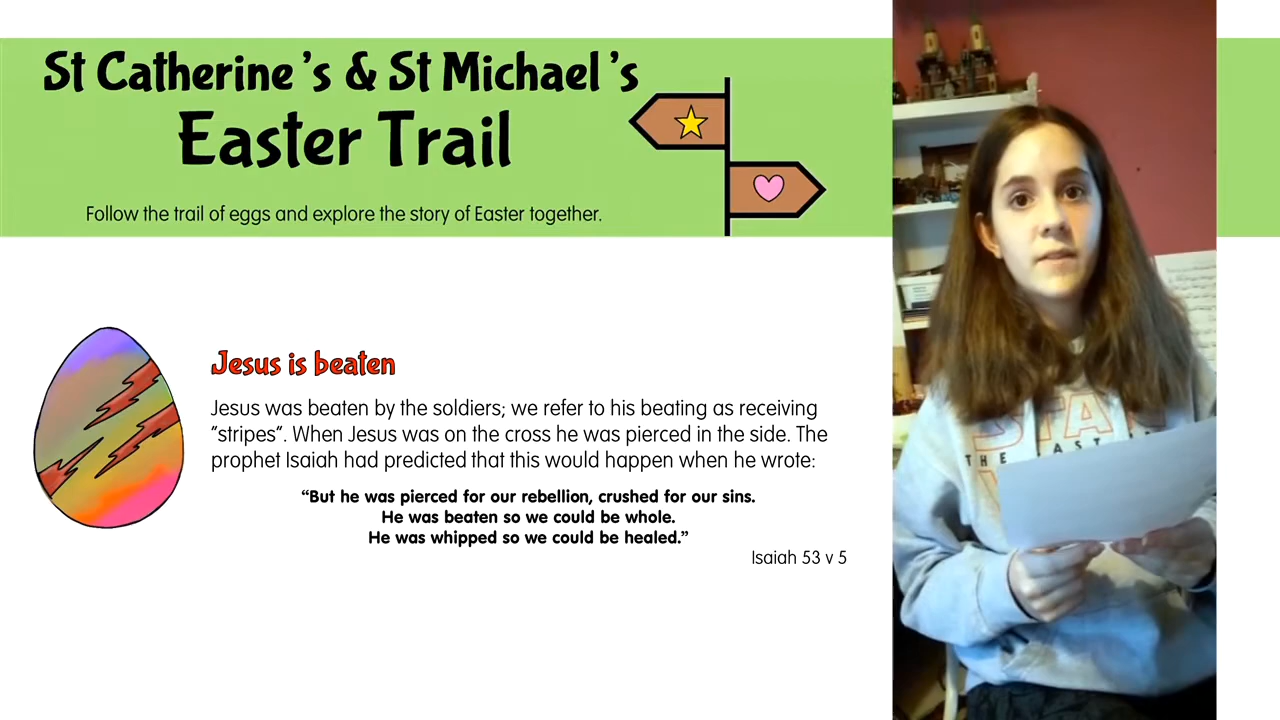 St Catherine's & St Michael's
Easter Trail
Follow the trail of eggs and explore the story of Easter together.
Jesus is beaten
Jesus was beaten by the soldiers; we refer to his beating as receiving
"stripes". When Jesus was on the cross he was pierced in the side. The
prophet Isaiah had predicted that this would happen when he wrote:
“But he was pierced for our rebellion, crushed for our sins.
He was beaten so we could be whole.
He was whipped so we could be healed.”
Isaiah 53 v 5
STAR
THE LAST